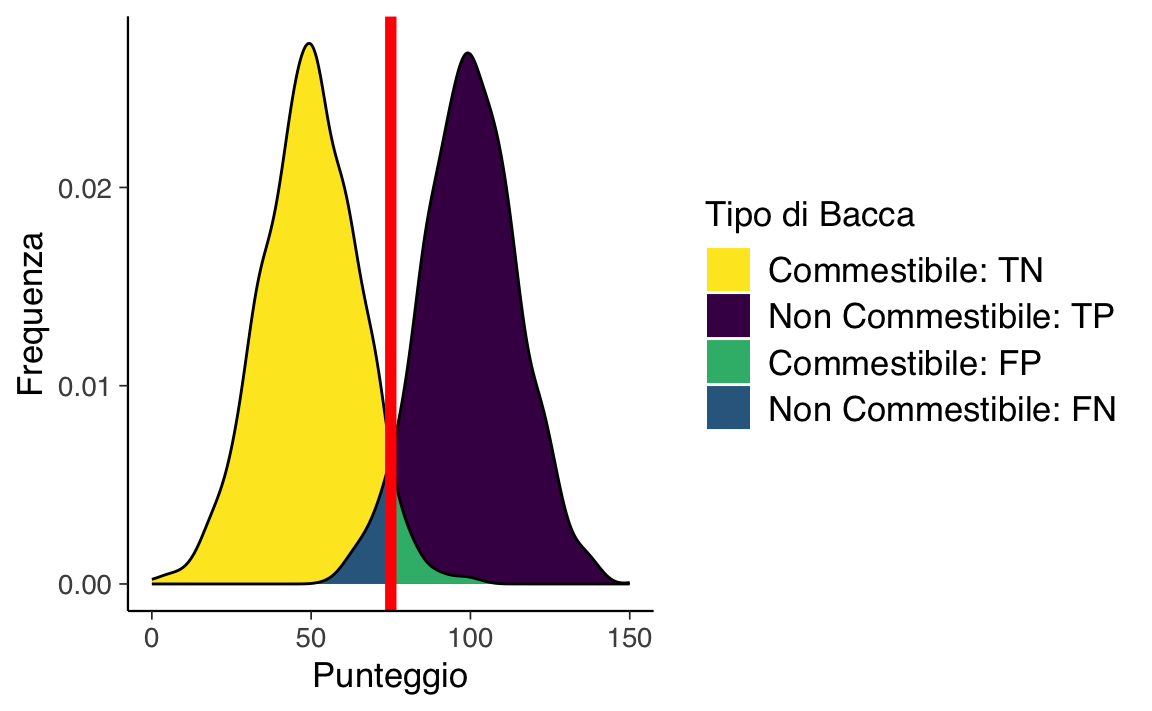 Frequenza
0.02
0.01
0.00
0
50
100
150
Punteggio
Tipo di Bacca
Commestibile: TN
Non Commestibile: TP
Commestibile: FP
Non Commestibile: FN